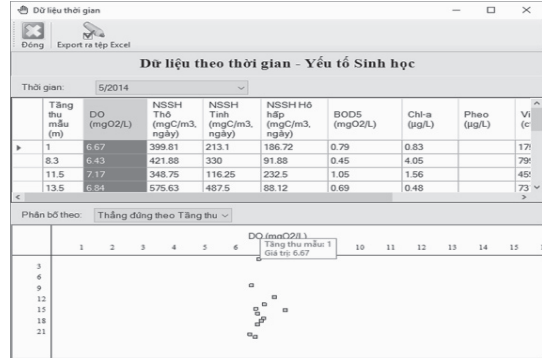 Dữ liệu thời gian
Đóng Export ra tệp Excel
Dữ liệu theo thời gian - Yếu tố Sinh học
Thời gian: 5/2014
Tầng thu mẫu (m) DO (mgO2/L) NSSH Thô (mgC/m3, ngày) NSSH Tinh (mgC/m3, ngày) NSSH Hô hấp (mgC/m3, ngày) BOD5 (mgO2/L) Chl-a (µg/L) Pheo (µg/L)
1 6.67 399.81 213.1 186.72 0.79 0.83
8.3 6.43 421.88 330 91.88 0.45 4.05
11.5 7.17 348.75 116.25 232.5 1.05 1.56
13.5 6.84 575.63 487.5 88.12 0.69 0.48
Phân bố theo: Thẳng đứng theo Tầng thu
DO (mgO2/L)
1 2 3 4 5 6 10 11 12 13 14 15
Tầng thu mẫu: 1
Giá trị: 6.67
3
6
9
12
15
18
21